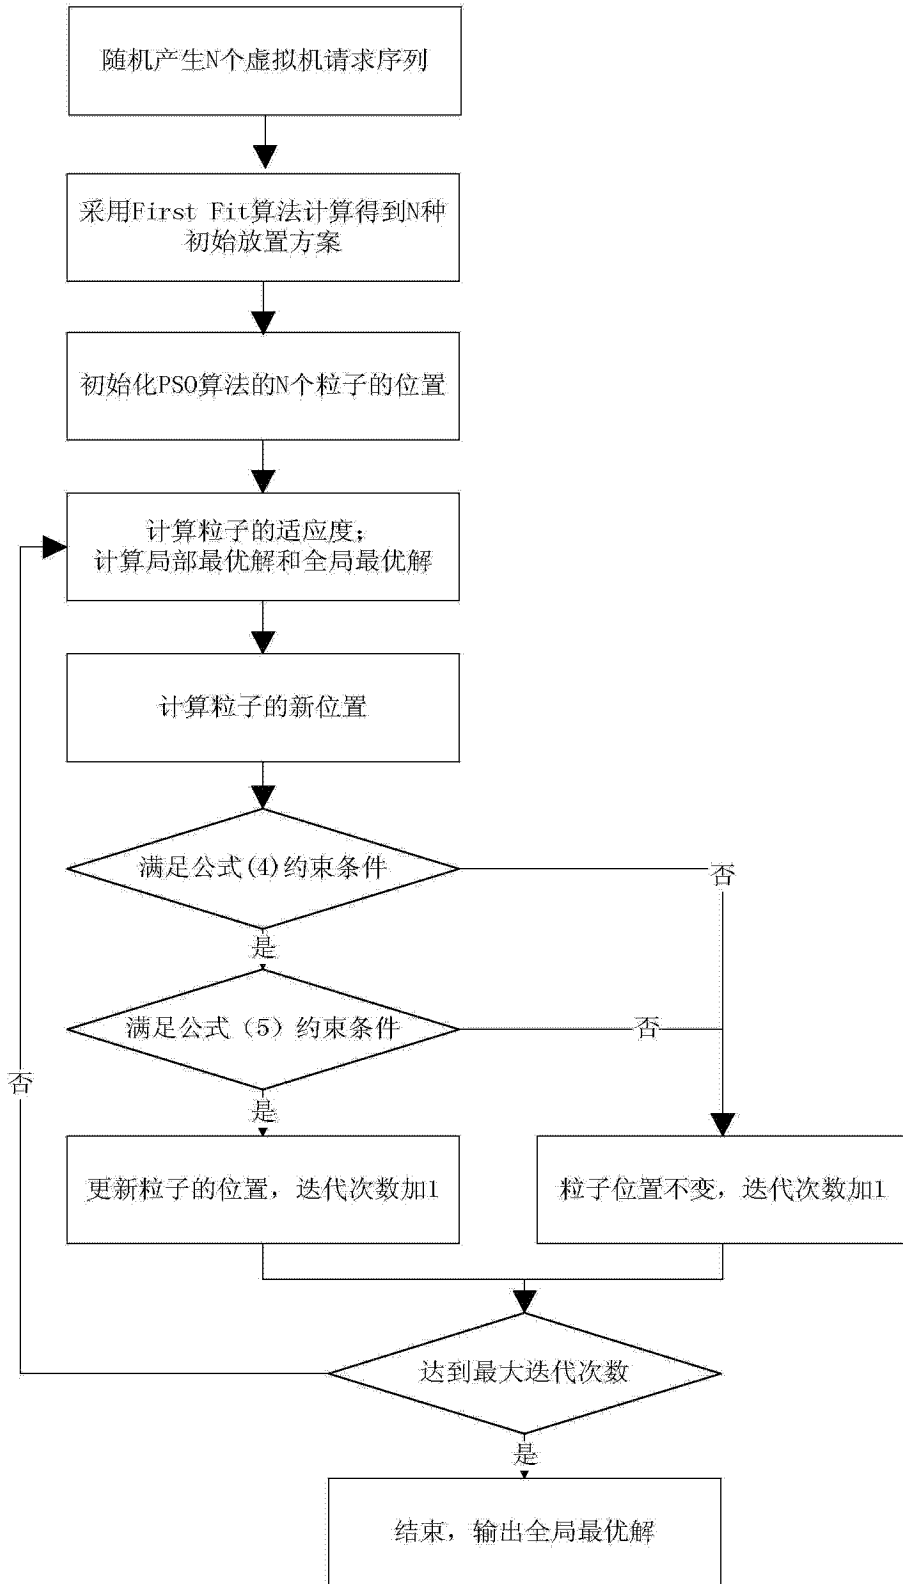 随机产生N个虚拟机请求序列
采用First Fit算法计算得到N种
初始放置方案
初始化PSO算法的N个粒子的位置
计算粒子的适应度；
计算局部最优解和全局最优解
计算粒子的新位置
满足公式(4)约束条件
否
是
满足公式（5）约束条件
否
否
是
更新粒子的位置，迭代次数加1
粒子位置不变，迭代次数加1
达到最大迭代次数
是
结束，输出全局最优解